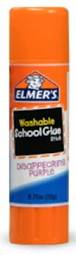 ELMER'S
Washable
School Glue
STICK
DISAPPEARING
PURPLE